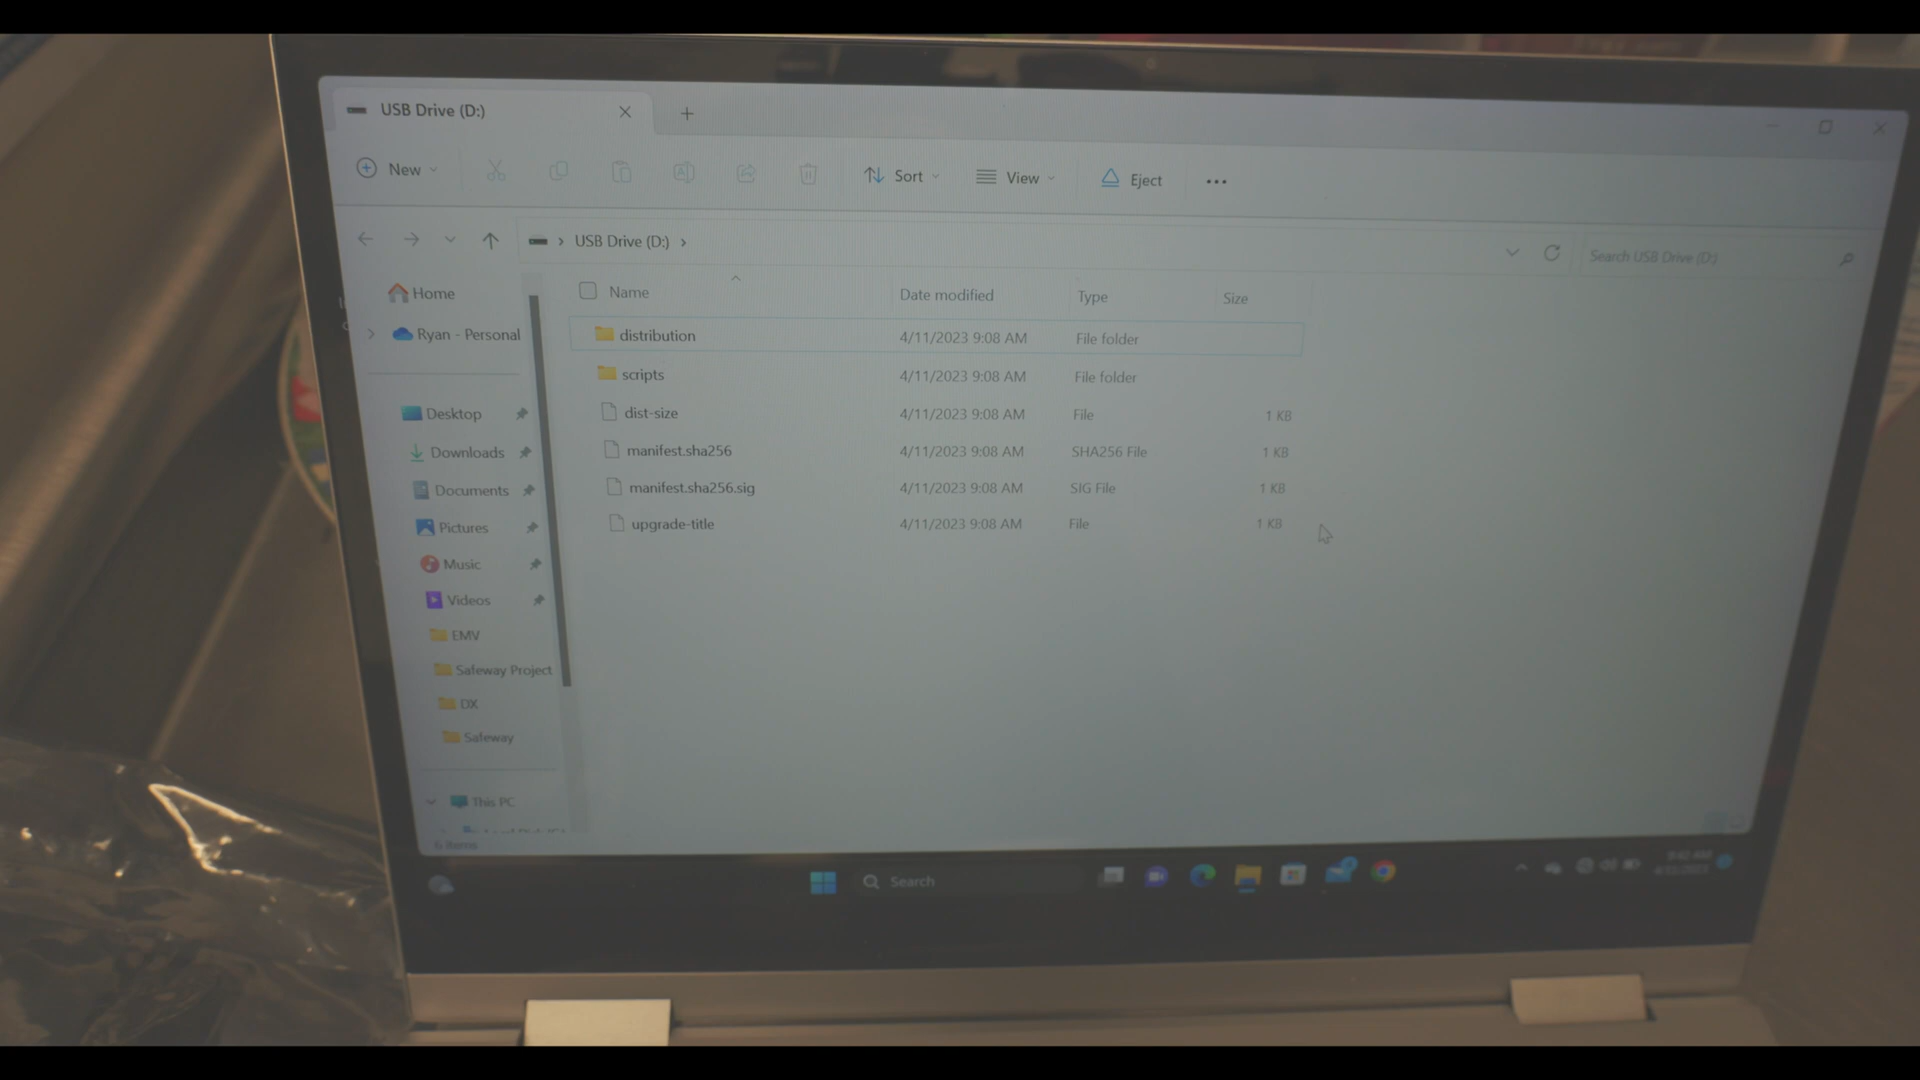 USB Drive (D:)
New
Sort
View
Eject
USB Drive (D:)
Search USB Drive (D:)
Home
Ryan - Personal
Desktop
Downloads
Documents
Pictures
Music
Videos
EMV
Safeway Project
DX
Safeway
This PC
6 items
Name Date modified Type Size
distribution 4/11/2023 9:08 AM File folder
scripts 4/11/2023 9:08 AM File folder
dist-size 4/11/2023 9:08 AM File 1 KB
manifest.sha256 4/11/2023 9:08 AM SHA256 File 1 KB
manifest.sha256.sig 4/11/2023 9:08 AM SIG File 1 KB
upgrade-title 4/11/2023 9:08 AM File 1 KB
Search